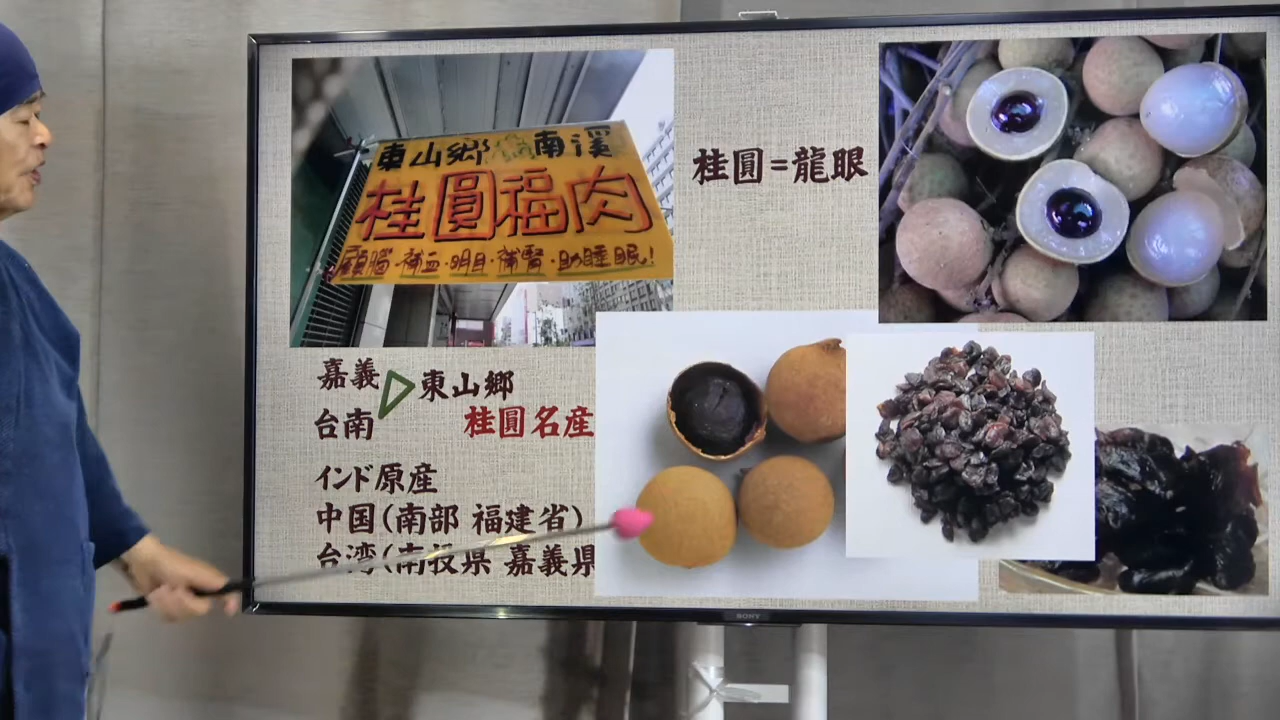 東山鄉 南溪
桂圓福肉
顧腦·補血·明目·補腎·助睡眠!
桂圓=龍眼
嘉義
台南
東山郷
桂圓名産
インド原産
中国(南部 福建省)
台湾(南投県 嘉義県
SONY